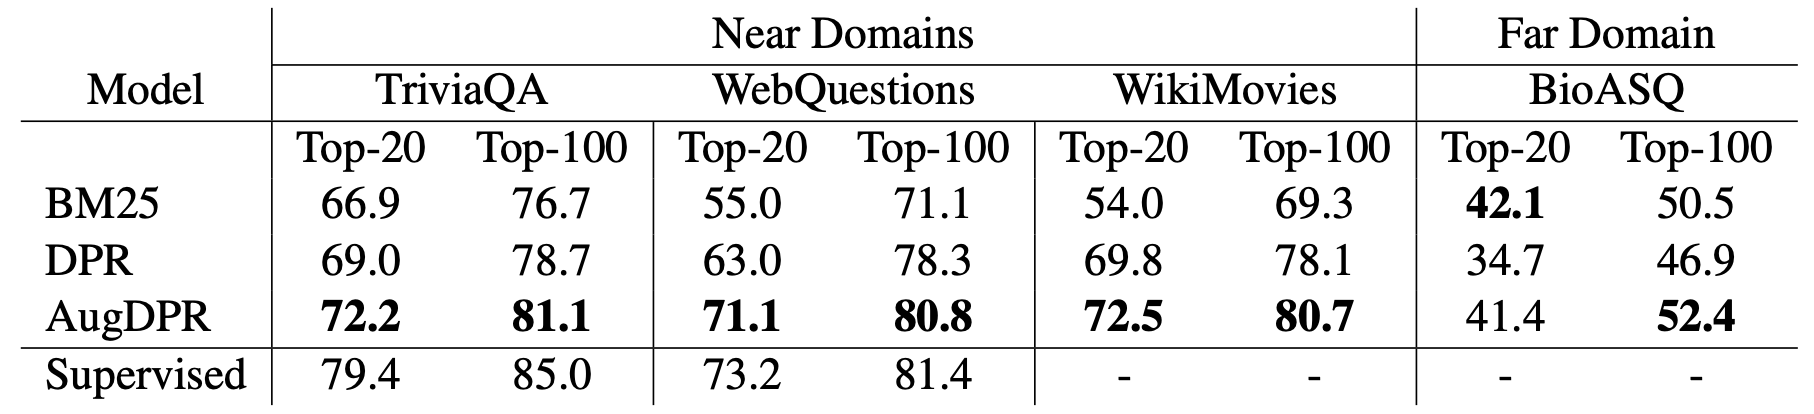 Near Domains Far Domain
Model TriviaQA WebQuestions WikiMovies BioASQ
Top-20 Top-100 Top-20 Top-100 Top-20 Top-100 Top-20 Top-100
BM25 66.9 76.7 55.0 71.1 54.0 69.3 42.1 50.5
DPR 69.0 78.7 63.0 78.3 69.8 78.1 34.7 46.9
AugDPR 72.2 81.1 71.1 80.8 72.5 80.7 41.4 52.4
Supervised 79.4 85.0 73.2 81.4 - - - -